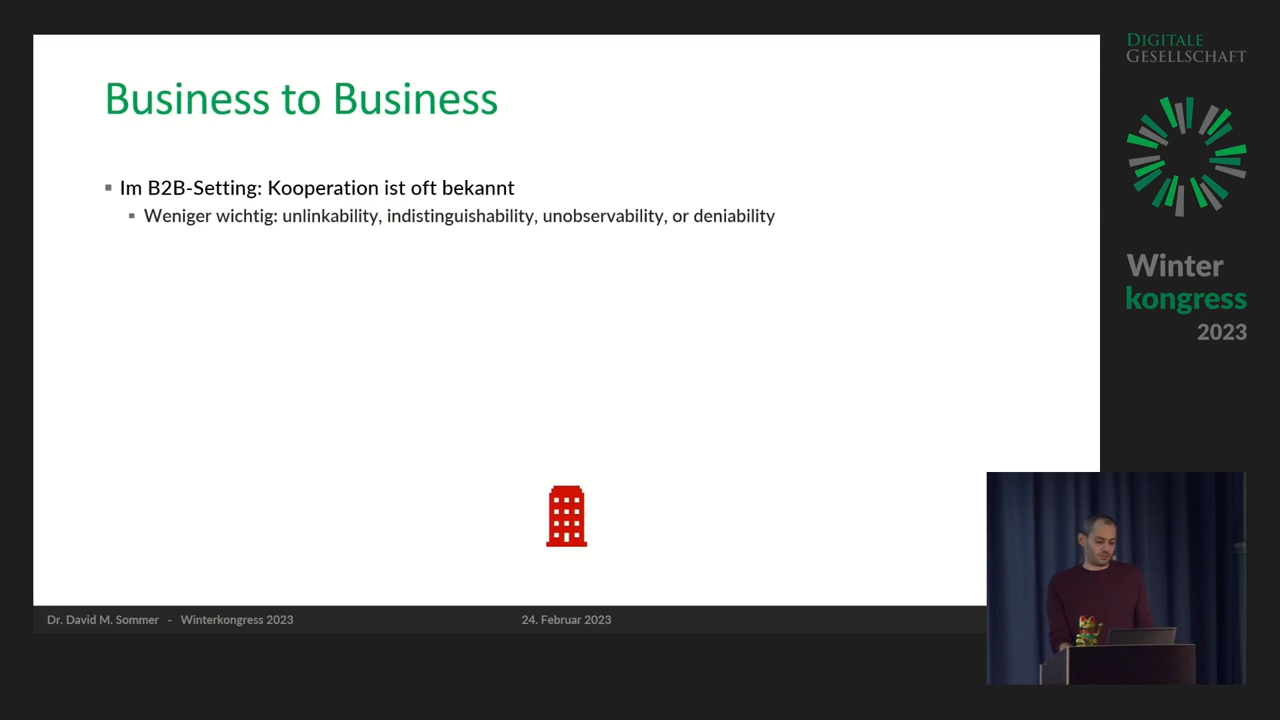 Business to Business
Im B2B-Setting: Kooperation ist oft bekannt
Weniger wichtig: unlinkability, indistinguishability, unobservability, or deniability
Dr. David M. Sommer - Winterkongress 2023
24. Februar 2023
DIGITALE
GESELLSCHAFT
Winter
kongress
2023